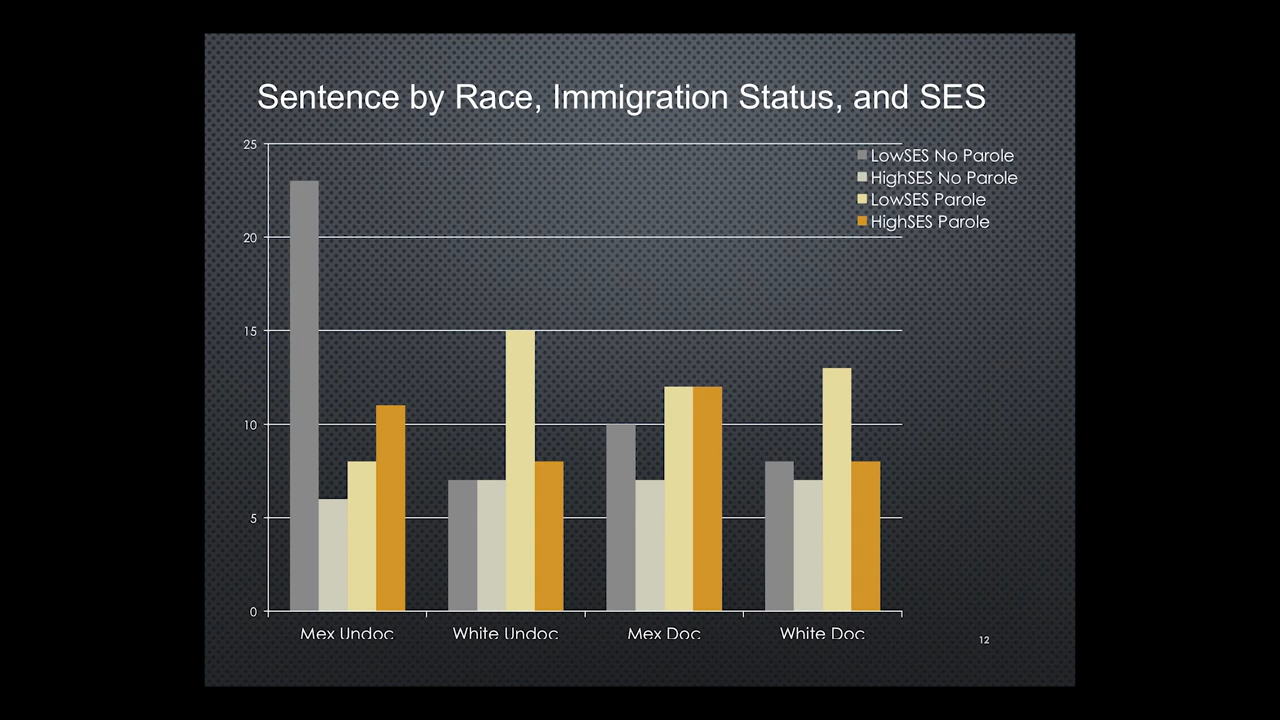 Sentence by Race, Immigration Status, and SES
25
20
15
10
5
0
LowSES No Parole
HighSES No Parole
LowSES Parole
HighSES Parole
Mex Undoc
White Undoc
Mex Doc
White Doc
12